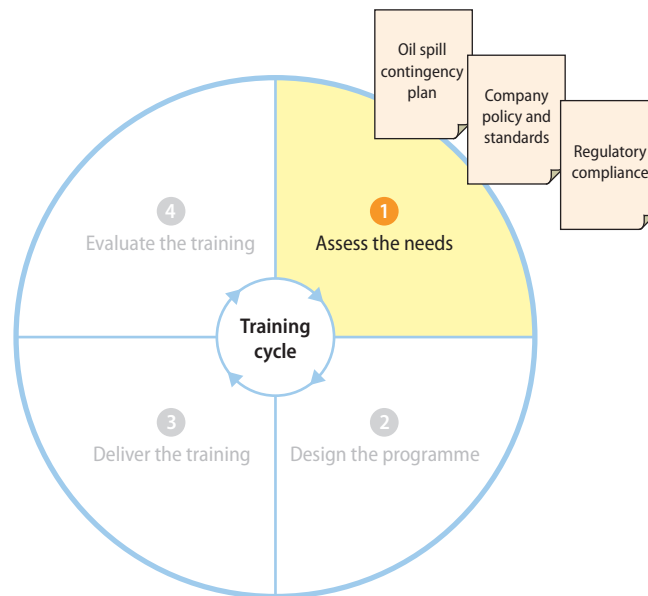 Oil spill
contingency
plan
Company
policy and
standards
Regulatory
compliance
1
Assess the needs
4
Evaluate the training
Training
cycle
3
Deliver the training
2
Design the programme